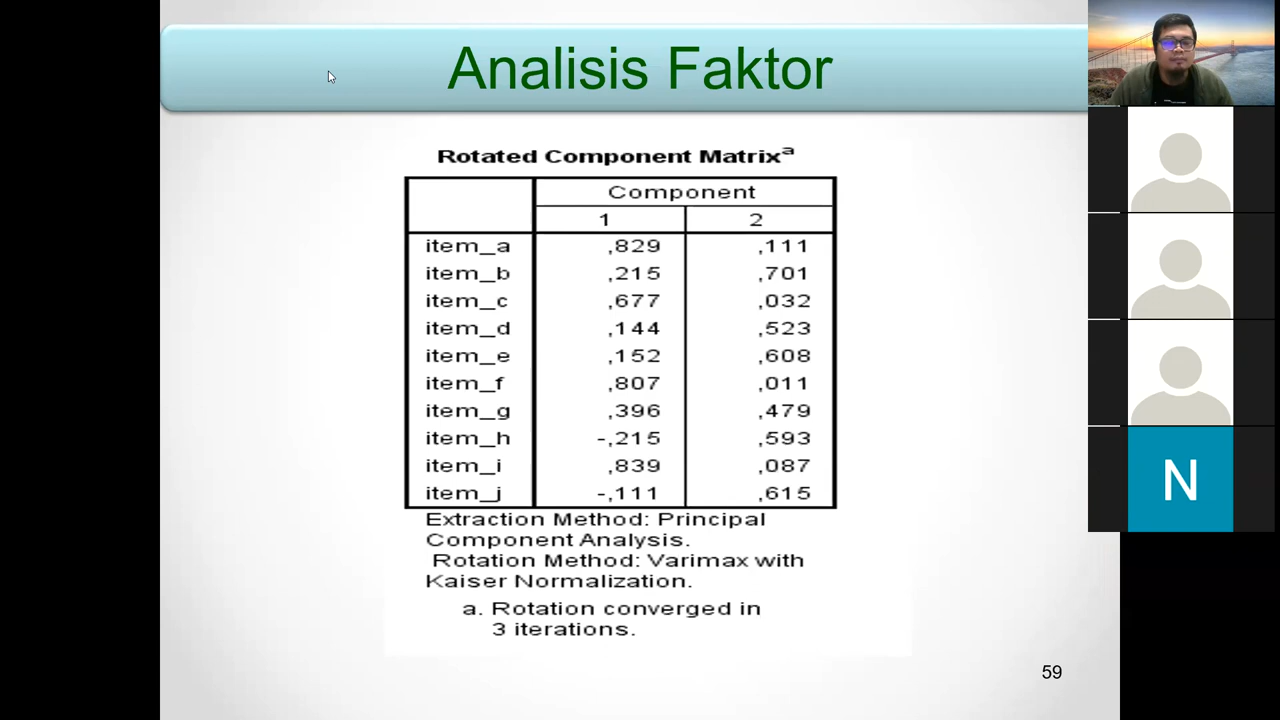 Analisis Faktor
Rotated Component Matrixa
Component
1 2
item_a ,829 ,111
item_b ,215 ,701
item_c ,677 ,032
item_d ,144 ,523
item_e ,152 ,608
item_f ,807 ,011
item_g ,396 ,479
item_h -,215 ,593
item_i ,839 ,087
item_j -,111 ,615
Extraction Method: Principal
Component Analysis.
Rotation Method: Varimax with
Kaiser Normalization.
a. Rotation converged in
3 iterations.
59
N